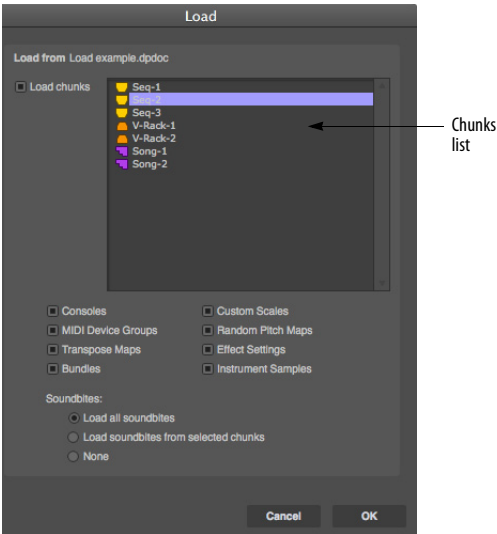 Load
Load from Load example.dpdoc
Load chunks
Seq-1
Seq-2
Seq-3
V-Rack-1
V-Rack-2
Song-1
Song-2
Chunks
list
Consoles
Custom Scales
MIDI Device Groups
Random Pitch Maps
Transpose Maps
Effect Settings
Bundles
Instrument Samples
Soundbites:
Load all soundbites
Load soundbites from selected chunks
None
Cancel
OK